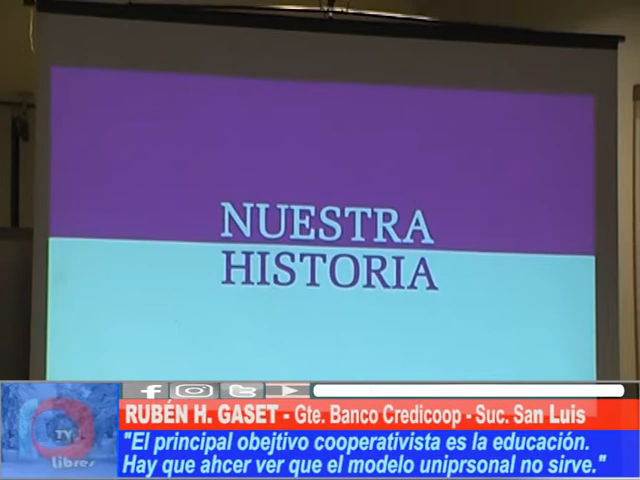 NUESTRA
HISTORIA
RUBÉN H. GASET - Gte. Banco Credicoop - Suc. San Luis
TV
libres
"El principal obejtivo cooperativista es la educación.
Hay que ahcer ver que el modelo uniprsonal no sirve."